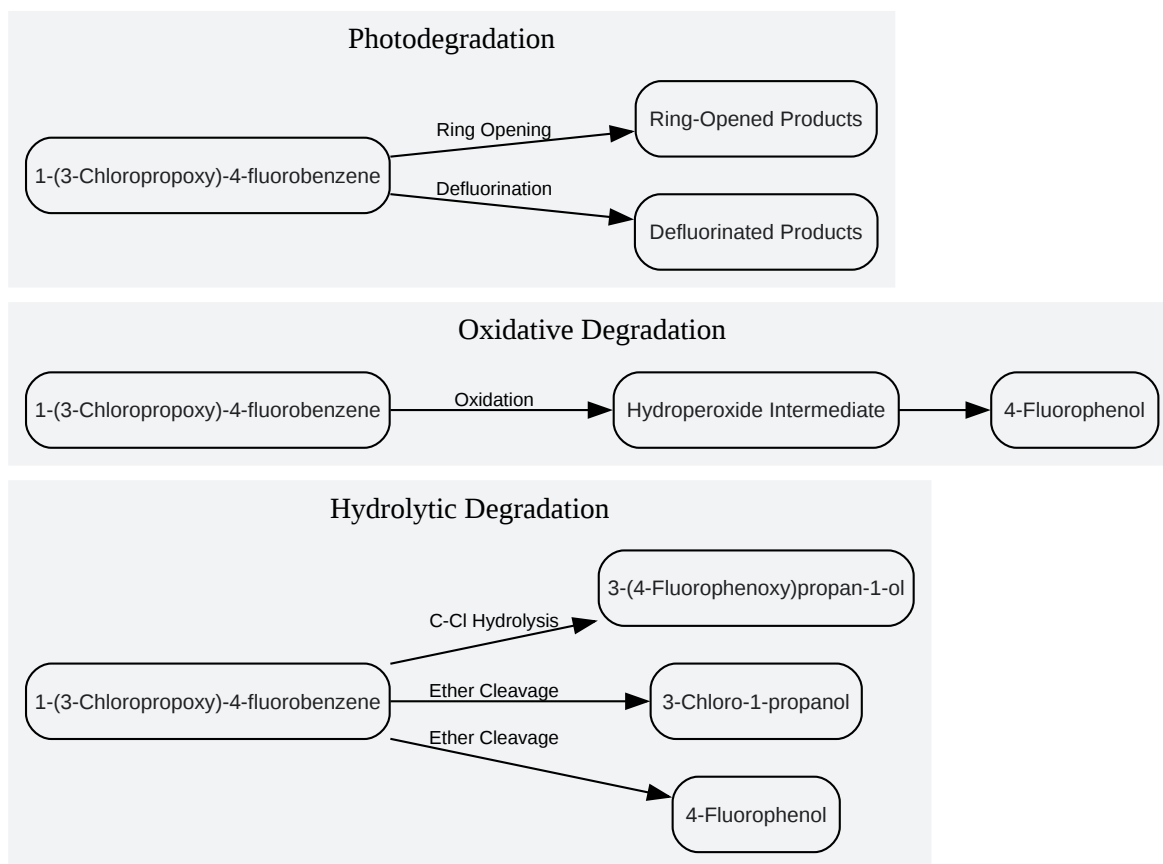 Photodegradation
1-(3-Chloropropoxy)-4-fluorobenzene
Ring Opening
Ring-Opened Products
Defluorination
Defluorinated Products
Oxidative Degradation
1-(3-Chloropropoxy)-4-fluorobenzene
Oxidation
Hydroperoxide Intermediate
4-Fluorophenol
Hydrolytic Degradation
1-(3-Chloropropoxy)-4-fluorobenzene
C-Cl Hydrolysis
3-(4-Fluorophenoxy)propan-1-ol
Ether Cleavage
3-Chloro-1-propanol
Ether Cleavage
4-Fluorophenol